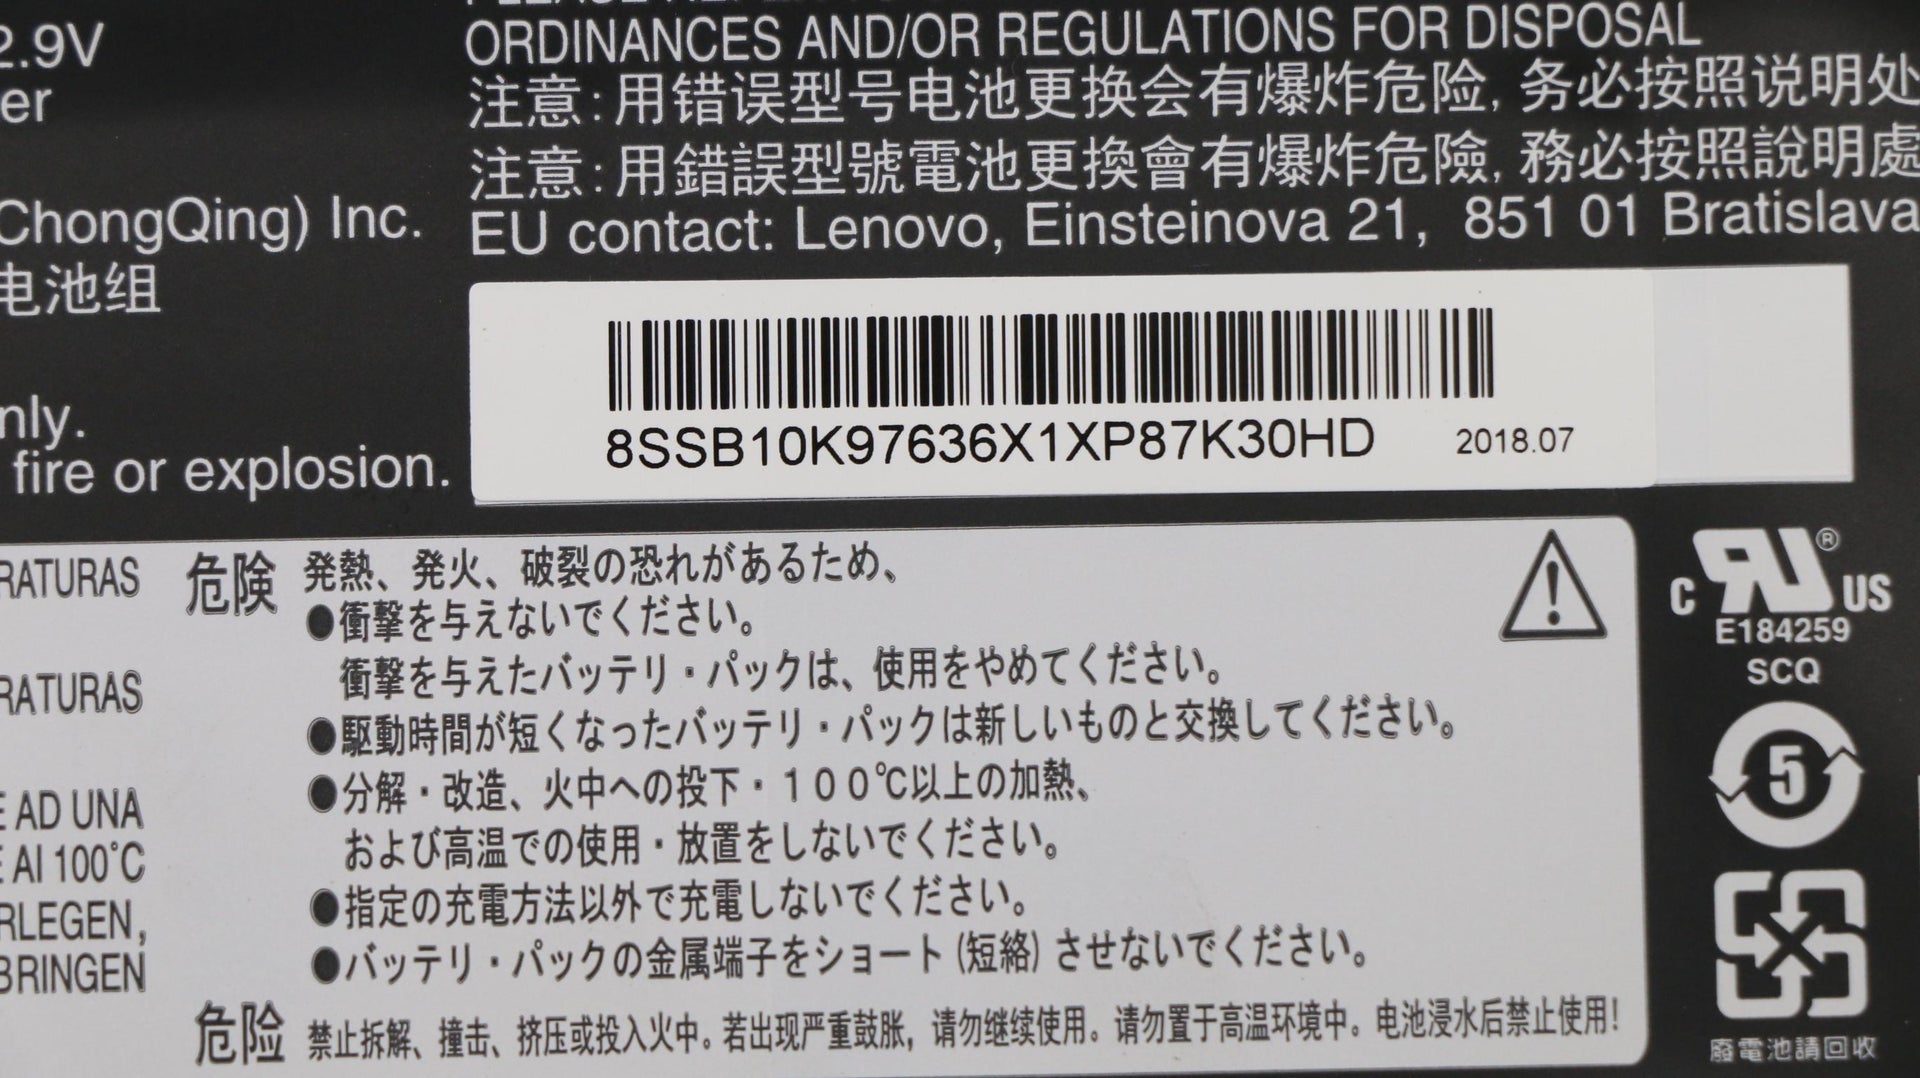 2.9V
er
ChongQing) Inc.
电池组
nly.
fire or explosion.
ORDINANCES AND/OR REGULATIONS FOR DISPOSAL
注意:用错误型号电池更换会有爆炸危险,务必按照说明处
注意:用錯誤型號電池更換會有爆炸危險,務必按照說明處
EU contact: Lenovo, Einsteinova 21, 851 01 Bratislava
8SSB10K97636X1XP87K30HD 2018.07
RATURAS
RATURAS
E AD UNA
E AI 100°C
RLEGEN,
BRINGEN
危険 発熱、発火、破裂の恐れがあるため、
●衝撃を与えないでください。
衝撃を与えたバッテリ・パックは、使用をやめてください。
●駆動時間が短くなったバッテリ・パックは新しいものと交換してください。
●分解・改造、火中への投下・100℃以上の加熱、
および高温での使用・放置をしないでください。
●指定の充電方法以外で充電しないでください。
●バッテリ・パックの金属端子をショート(短絡)させないでください。
危险 禁止拆解、撞击、挤压或投入火中。若出现严重鼓胀,请勿继续使用。请勿置于高温环境中。电池浸水后禁止使用!
C RU ® US
E184259
SCQ
5
廢電池請回收